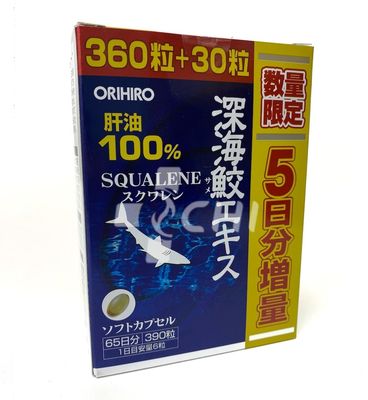 360粒+30粒
ORIHIRO
肝油
100%
SQUALENE
スクワレン
深海鮫エキス
サメ
数量
限定
5日分増量
ソフトカプセル
65日分 390粒
1日目安量6粒
CHI